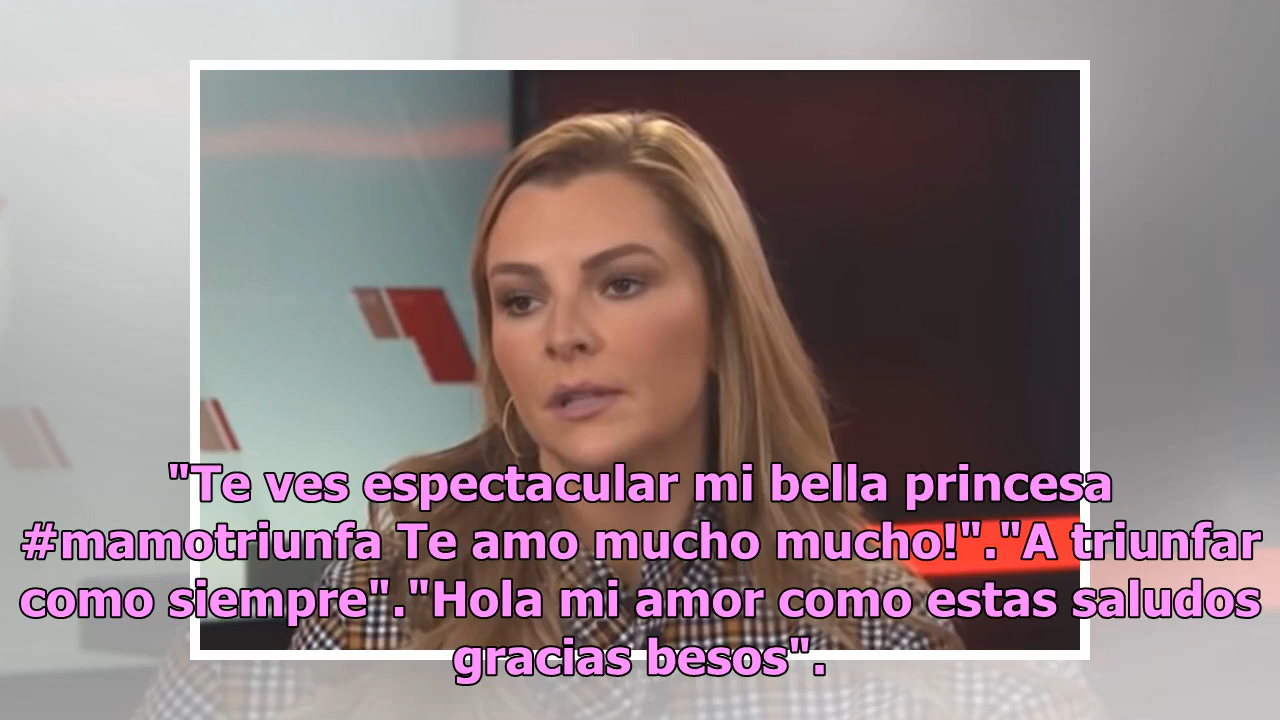 "Te ves espectacular mi bella princesa
#mamotriunfa Te amo mucho mucho!"."A triunfar
como siempre"."Hola mi amor como estas saludos
gracias besos".